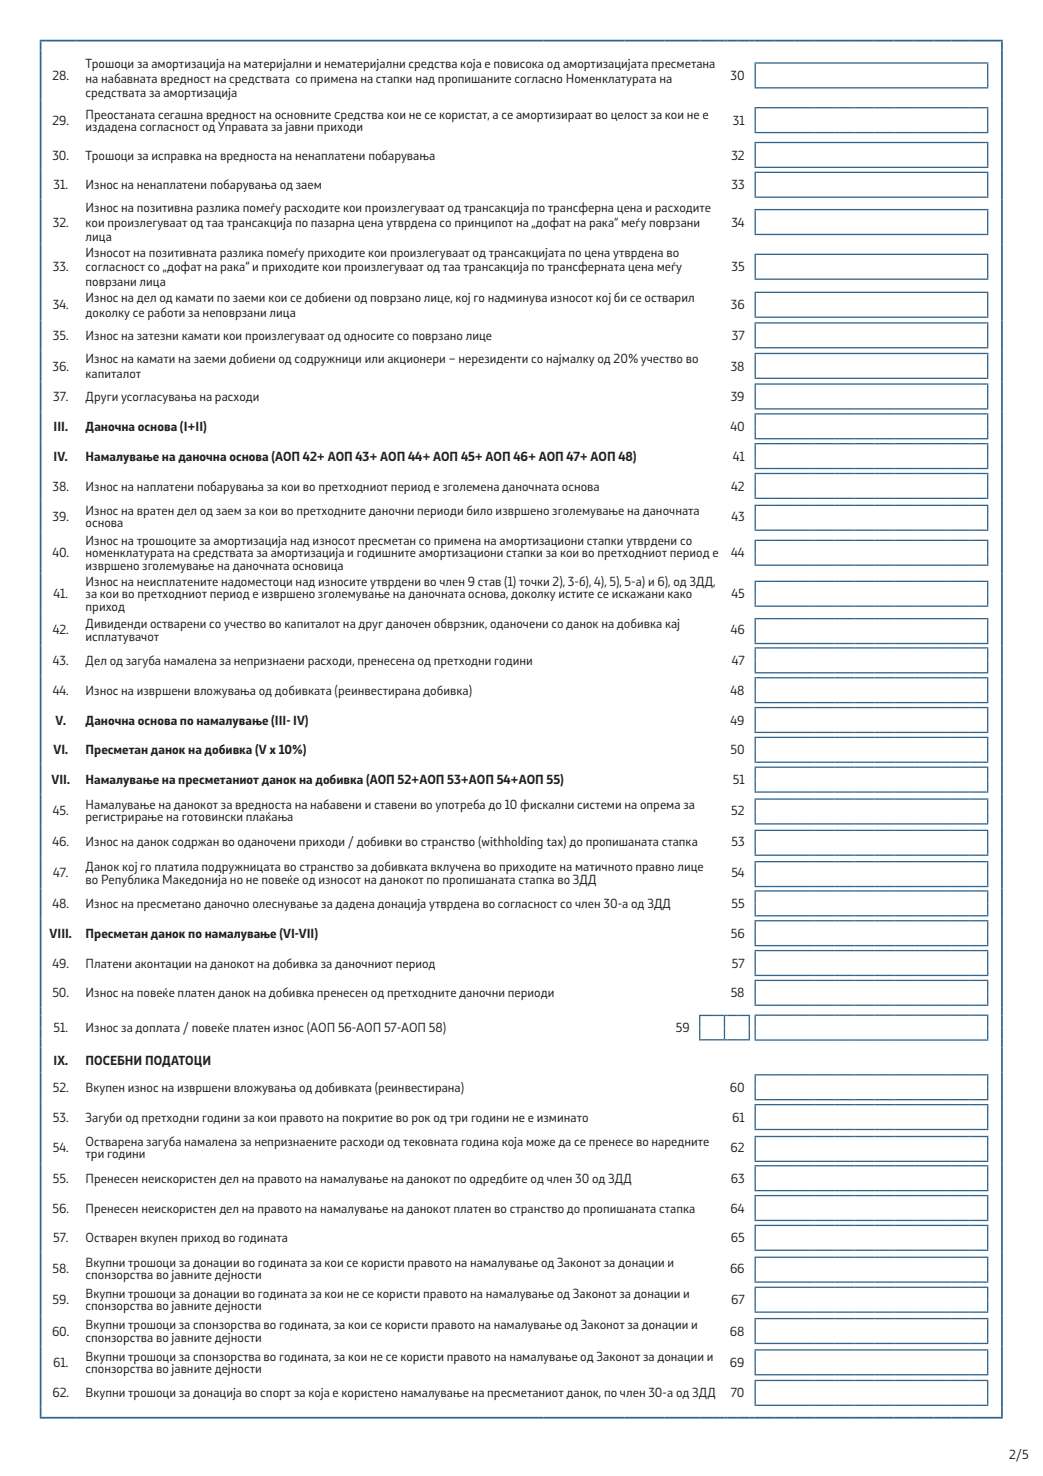 Трошоци за амортизација на материјални и нематеријални средства која е повисока од амортизацијата пресметана
28. на набавната вредност на средствата со примена на стапки над пропишаните согласно Номенклатурата на 30
средствата за амортизација
Преостаната сегашна вредност на основните средства кои не се користат, а се амортизираат во целост за кои не е
29. издадена согласност од Управата за јавни приходи 31
30. Трошоци за исправка на вредноста на ненаплатени побарувања 32
31. Износ на ненаплатени побарувања од заем 33
Износ на позитивна разлика помеѓу расходите кои произлегуваат од трансакција по трансферна цена и расходите
32. кои произлегуваат од таа трансакција по пазарна цена утврдена со принципот на „дофат на рака“ меѓу поврзани 34
лица
Износот на позитивната разлика помеѓу приходите кои произлегуваат од трансакцијата по цена утврдена во
33. согласност со „дофат на рака“ и приходите кои произлегуваат од таа трансакција по трансферната цена меѓу 35
поврзани лица
Износ на дел од камати по заеми кои се добиени од поврзано лице, кој го надминува износот кој би се остварил
34. доколку се работи за неповрзани лица 36
35. Износ на затезни камати кои произлегуваат од односите со поврзано лице 37
Износ на камати на заеми добиени од содружници или акционери – нерезиденти со најмалку од 20% учество во
36. капиталот 38
37. Други усогласувања на расходи 39
III. Даночна основа (I+II) 40
IV. Намалување на даночна основа (АОП 42+ АОП 43+ АОП 44+ АОП 45+ АОП 46+ АОП 47+ АОП 48) 41
38. Износ на наплатени побарувања за кои во претходниот период е зголемена даночната основа 42
Износ на вратен дел од заем за кои во претходните даночни периоди било извршено зголемување на даночната
39. основа 43
Износ на трошоците за амортизација над износот пресметан со примена на амортизациони стапки утврдени со
40. номенклатурата на средствата за амортизација и годишните амортизациони стапки за кои во претходниот период е 44
извршено зголемување на даночната основица
Износ на неисплатените надоместоци над износите утврдени во член 9 став (1) точки 2), 3-б), 4), 5), 5-а) и 6), од ЗДД,
41. за кои во претходниот период е извршено зголемување на даночната основа, доколку истите се искажани како 45
приход
Дивиденди остварени со учество во капиталот на друг даночен обврзник, оданочени со данок на добивка кај
42. исплатувачот 46
43. Дел од загуба намалена за непризнаени расходи, пренесена од претходни години 47
44. Износ на извршени вложувања од добивката (реинвестирана добивка) 48
V. Даночна основа по намалување (III- IV) 49
VI. Пресметан данок на добивка (V x 10%) 50
VII. Намалување на пресметаниот данок на добивка (АОП 52+АОП 53+АОП 54+АОП 55) 51
Намалување на данокот за вредноста на набавени и ставени во употреба до 10 фискални системи на опрема за
45. регистрирање на готовински плаќања 52
46. Износ на данок содржан во оданочени приходи / добивки во странство (withholding tax) до пропишаната стапка 53
Данок кој го платила подружницата во странство за добивката вклучена во приходите на матичното правно лице
47. во Република Македонија но не повеќе од износот на данокот по пропишаната стапка во ЗДД 54
48. Износ на пресметано даночно олеснување за дадена донација утврдена во согласност со член 30-а од ЗДД 55
VIII. Пресметан данок по намалување (VI-VII) 56
49. Платени аконтации на данокот на добивка за даночниот период 57
50. Износ на повеќе платен данок на добивка пренесен од претходните даночни периоди 58
51. Износ за доплата / повеќе платен износ (АОП 56-АОП 57-АОП 58) 59
IX. ПОСЕБНИ ПОДАТОЦИ
52. Вкупен износ на извршени вложувања од добивката (реинвестирана) 60
53. Загуби од претходни години за кои правото на покритие во рок од три години не е изминато 61
Остварена загуба намалена за непризнаените расходи од тековната година која може да се пренесе во наредните
54. три години 62
55. Пренесен неискористен дел на правото на намалување на данокот по одредбите од член 30 од ЗДД 63
56. Пренесен неискористен дел на правото на намалување на данокот платен во странство до пропишаната стапка 64
57. Остварен вкупен приход во годината 65
Вкупни трошоци за донации во годината за кои се користи правото на намалување од Законот за донации и
58. спонзорства во јавните дејности 66
Вкупни трошоци за донации во годината за кои не се користи правото на намалување од Законот за донации и
59. спонзорства во јавните дејности 67
Вкупни трошоци за спонзорства во годината, за кои се користи правото на намалување од Законот за донации и
60. спонзорства во јавните дејности 68
Вкупни трошоци за спонзорства во годината, за кои не се користи правото на намалување од Законот за донации и
61. спонзорства во јавните дејности 69
62. Вкупни трошоци за донација во спорт за која е користено намалување на пресметаниот данок, по член 30-а од ЗДД 70
2/5